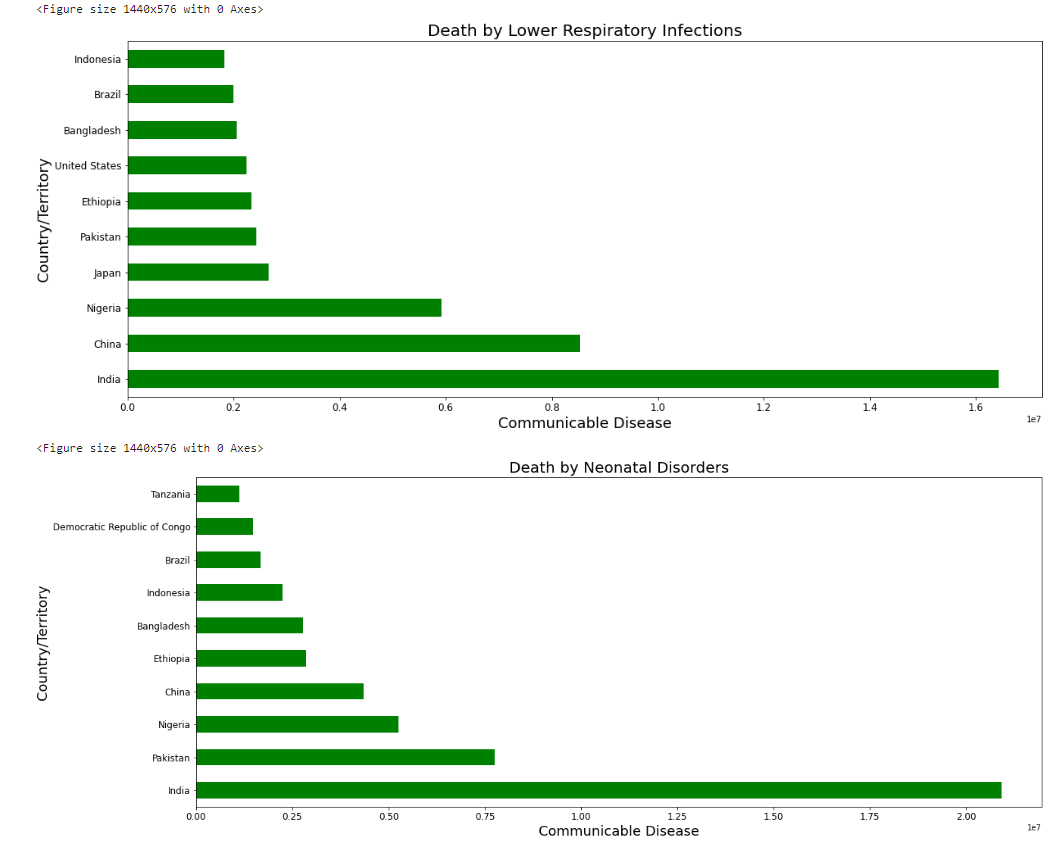 <Figure size 1440x576 with 0 Axes>
Death by Lower Respiratory Infections
Indonesia
Brazil
Bangladesh
United States
Ethiopia
Pakistan
Japan
Nigeria
China
India
Country/Territory
0.0 0.2 0.4 0.6 0.8 1.0 1.2 1.4 1.6
1e7
Communicable Disease
<Figure size 1440x576 with 0 Axes>
Death by Neonatal Disorders
Tanzania
Democratic Republic of Congo
Brazil
Indonesia
Bangladesh
Ethiopia
China
Nigeria
Pakistan
India
Country/Territory
0.00 0.25 0.50 0.75 1.00 1.25 1.50 1.75 2.00
1e7
Communicable Disease